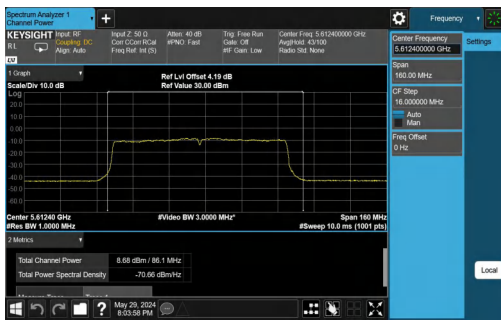 Spectrum Analyzer 1
Channel Power
Frequency
KEYSIGHT
Input: RF
Coupling: DC
Align: Auto
RL
LVI
Input Z: 50 Ω
Corr CCorr RCal
Freq Ref: Int (S)
Atten: 40 dB
#PNO: Fast
Trig: Free Run
Gate: Off
#IF Gain: Low
Center Freq: 5.612400000 GHz
Avg|Hold: 43/100
Radio Std: None
Center Frequency
5.612400000 GHz
Settings
Span
160.00 MHz
CF Step
16.000000 MHz
Auto
Man
Freq Offset
0 Hz
1 Graph
Scale/Div 10.0 dB
Ref Lvl Offset 4.19 dB
Ref Value 30.00 dBm
Log
20.0
10.0
0.00
-10.0
-20.0
-30.0
-40.0
-50.0
-60.0
Center 5.61240 GHz
#Res BW 1.0000 MHz
#Video BW 3.0000 MHz*
Span 160 MHz
#Sweep 10.0 ms (1001 pts)
2 Metrics
Total Channel Power
8.68 dBm / 86.1 MHz
Total Power Spectral Density
-70.66 dBm/Hz
Local
?
May 29, 2024
8:03:58 PM